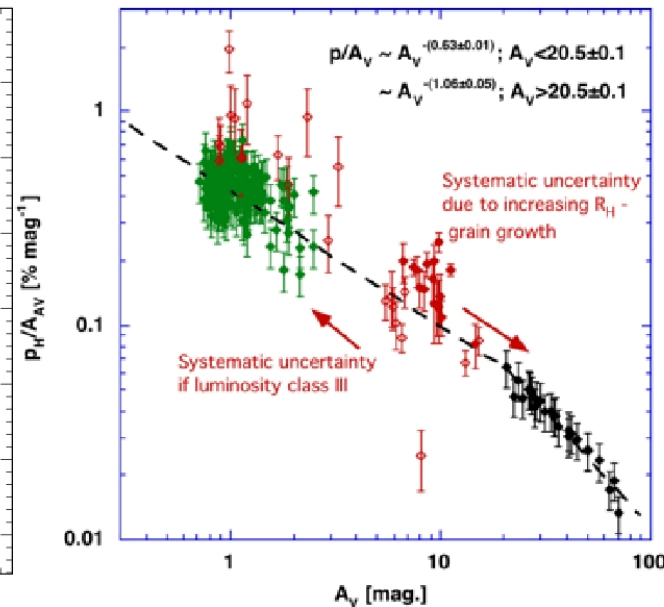 p/A_V ~ A_V^-(0.63±0.01); A_V<20.5±0.1
~ A_V^-(1.06±0.05); A_V>20.5±0.1
1
Systematic uncertainty
due to increasing R_H -
grain growth
p_H/A_AV [% mag^-1]
0.1
Systematic uncertainty
if luminosity class III
0.01
1 10 100
A_V [mag.]